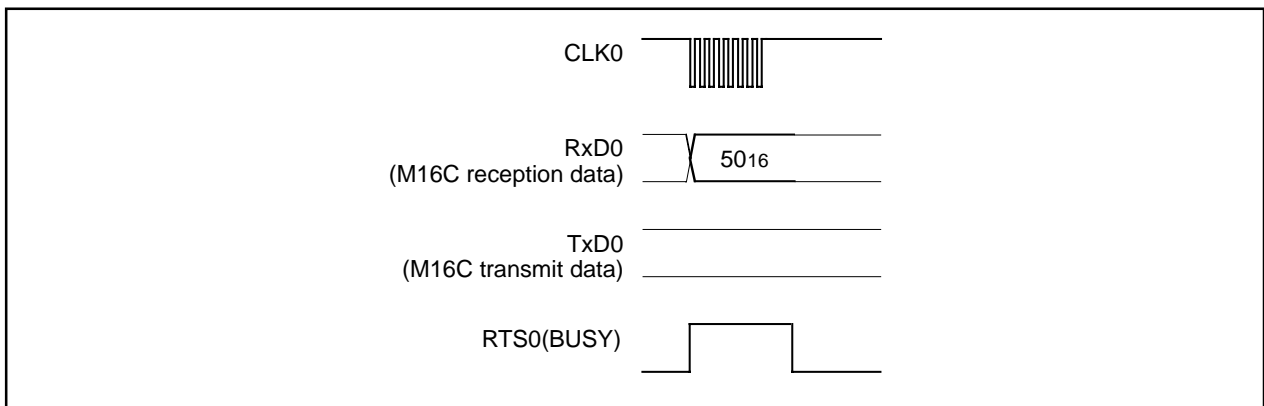 CLK0
RxD0
(M16C reception data)
5016
TxD0
(M16C transmit data)
RTS0(BUSY)